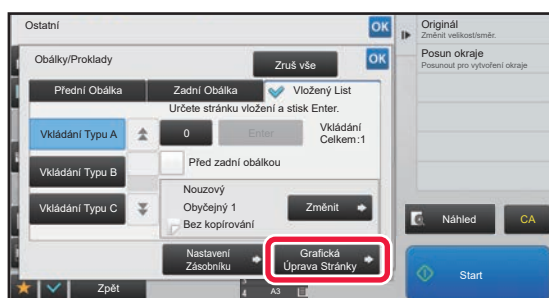 Ostatní
OK
Obálky/Proklady
Zruš vše
OK
Přední Obálka
Zadní Obálka
Vložený List
Určete stránku vložení a stisk Enter.
Vkládání Typu A
0
Enter
Vkládání
Celkem:1
Před zadní obálkou
Vkládání Typu B
Nouzový
Obyčejný 1
Bez kopírování
Změnit
Vkládání Typu C
Nastavení
Zásobníku
Grafická
Úprava Stránky
Zpět
4
A3
Originál
Změnit velikost/směr.
Posun okraje
Posunout pro vytvoření okraje
Náhled
CA
Start